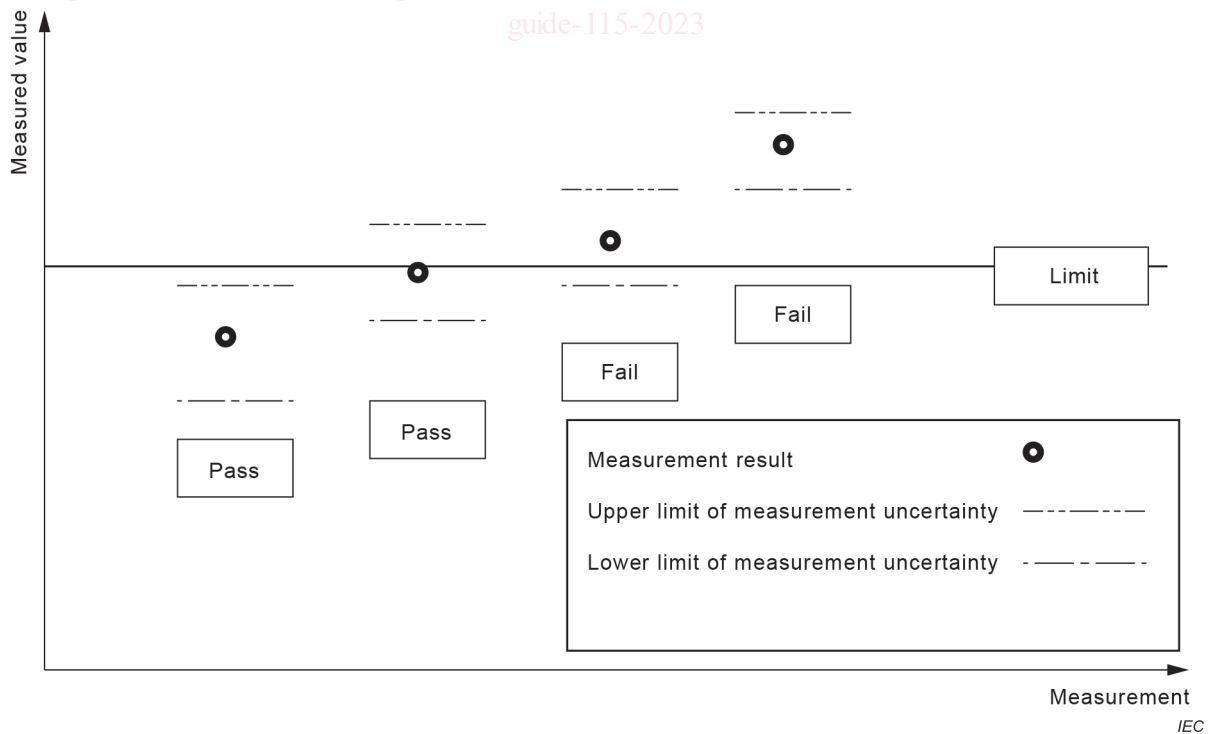 guide-115-2023
Measured value
Limit
Fail
Fail
Pass
Pass
Measurement result
Upper limit of measurement uncertainty
Lower limit of measurement uncertainty
Measurement
IEC